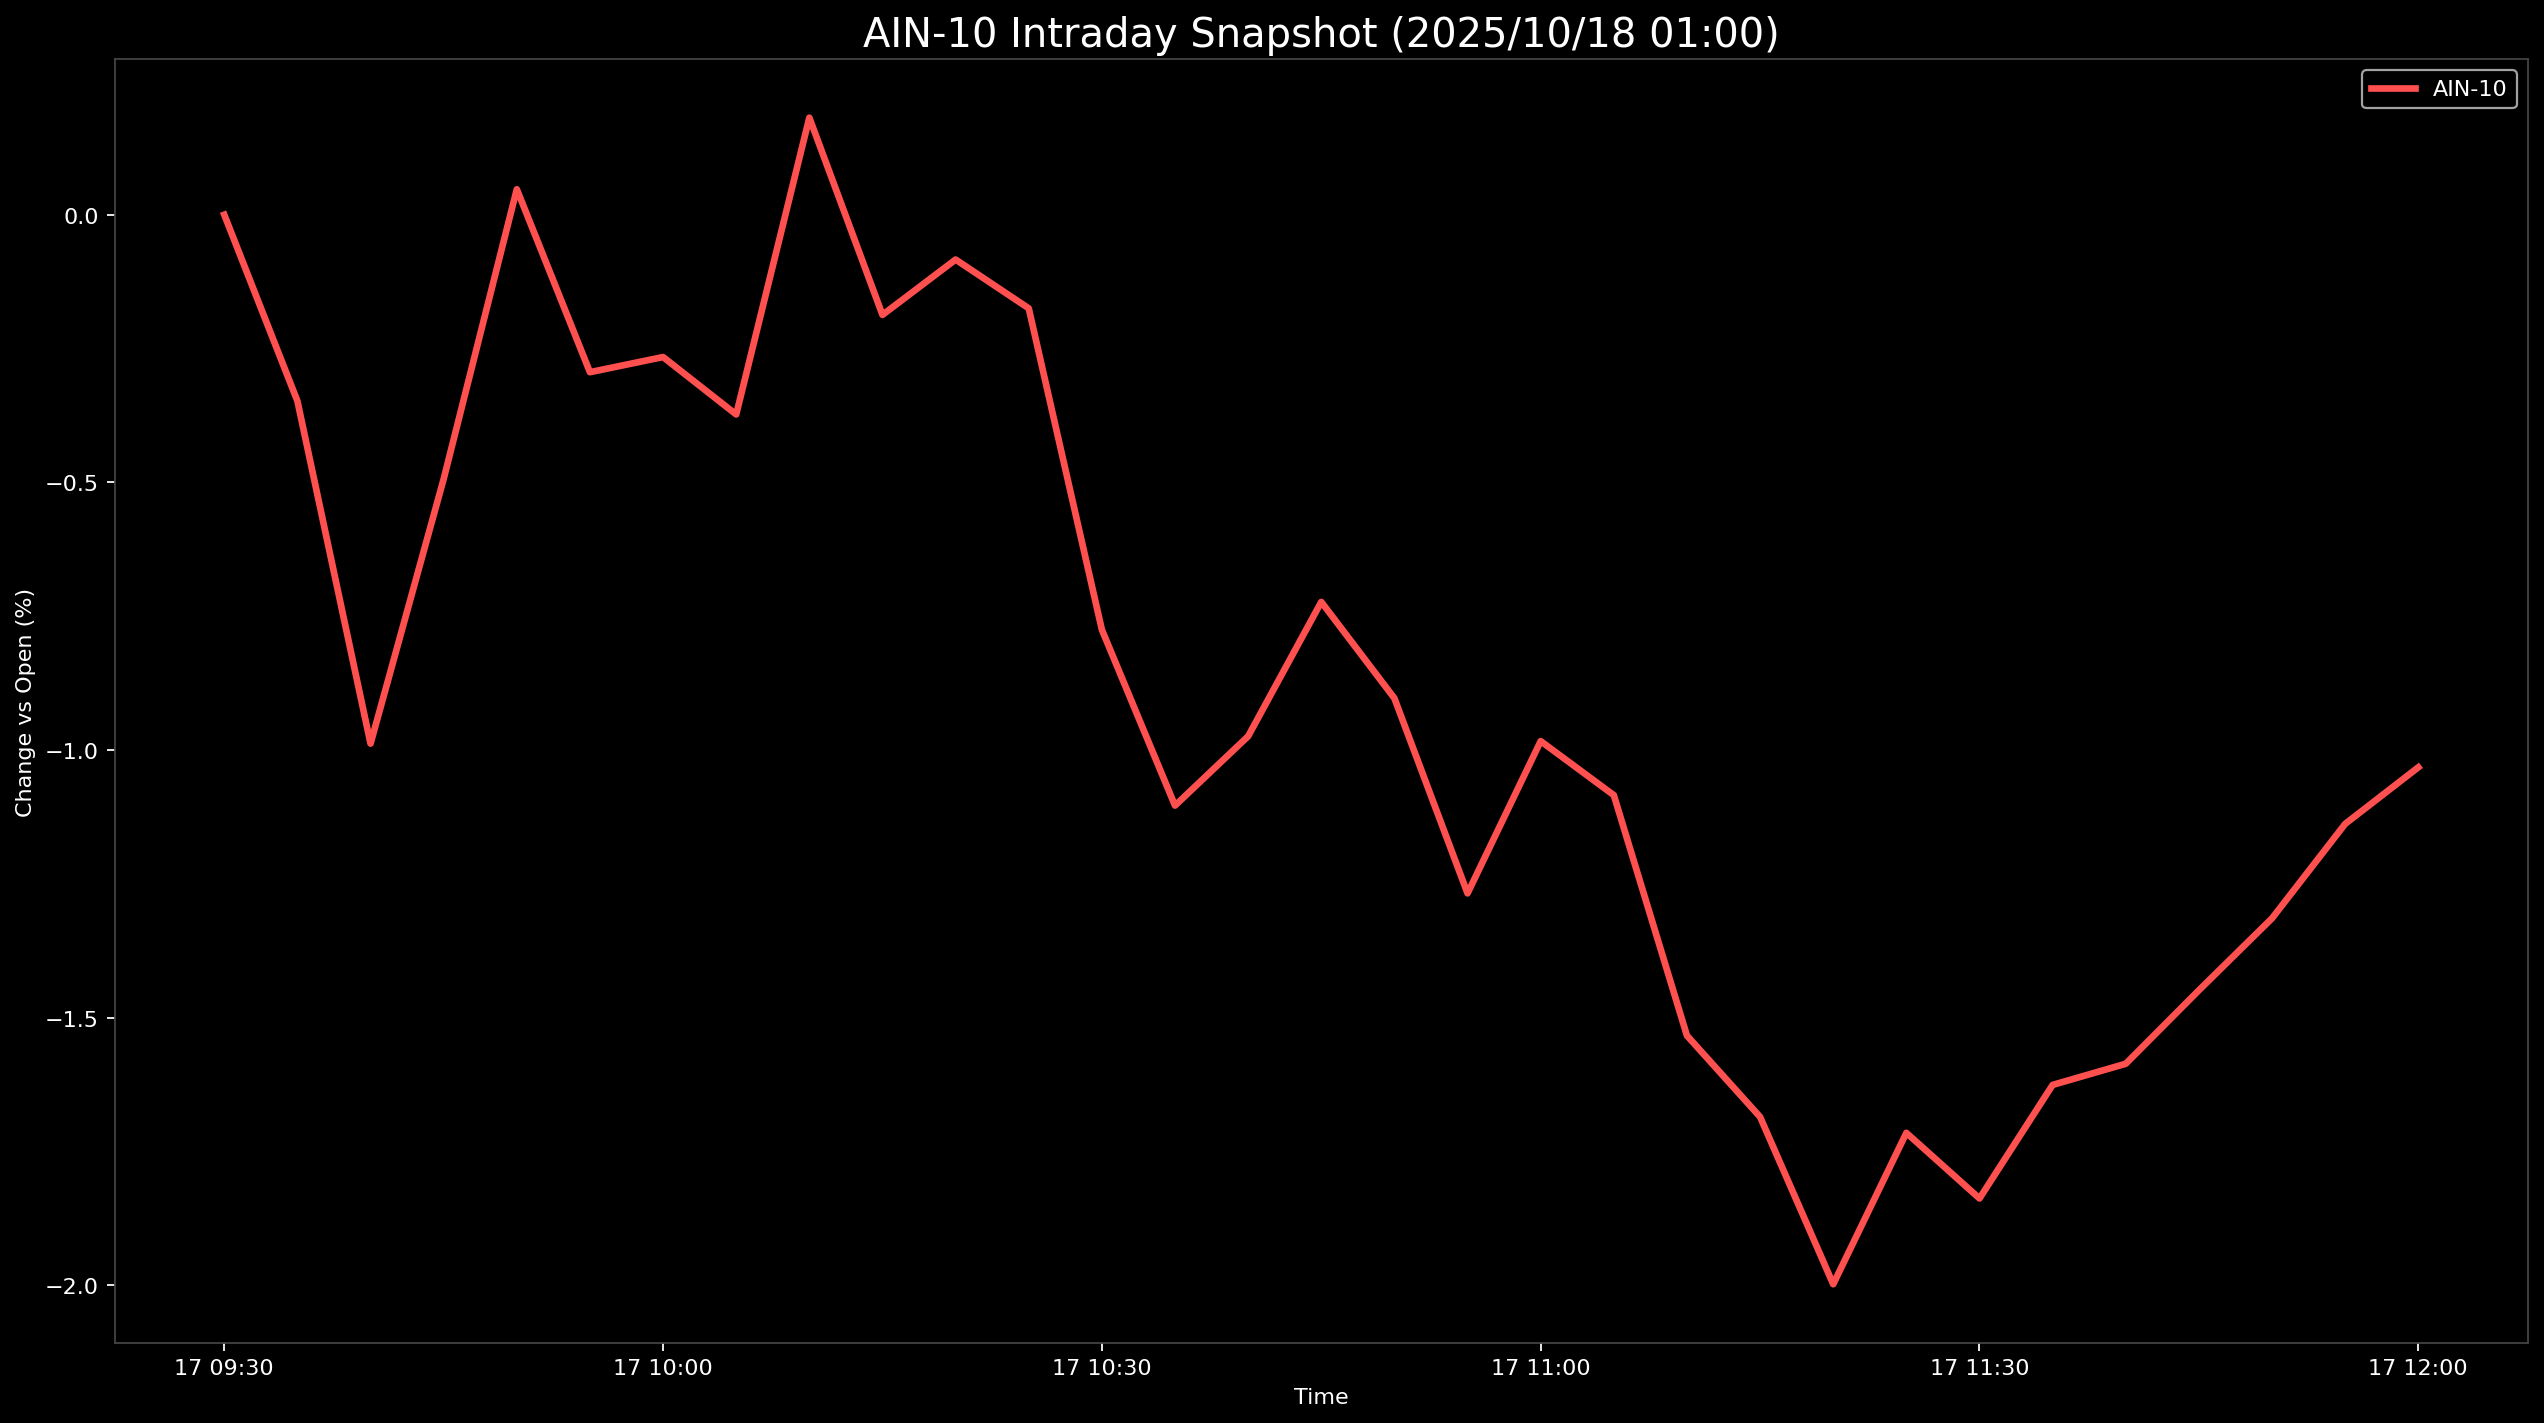 AIN-10 Intraday Snapshot (2025/10/18 01:00)
AIN-10
0.0
−0.5
−1.0
−1.5
−2.0
Change vs Open (%)
17 09:30
17 10:00
17 10:30
17 11:00
17 11:30
17 12:00
Time